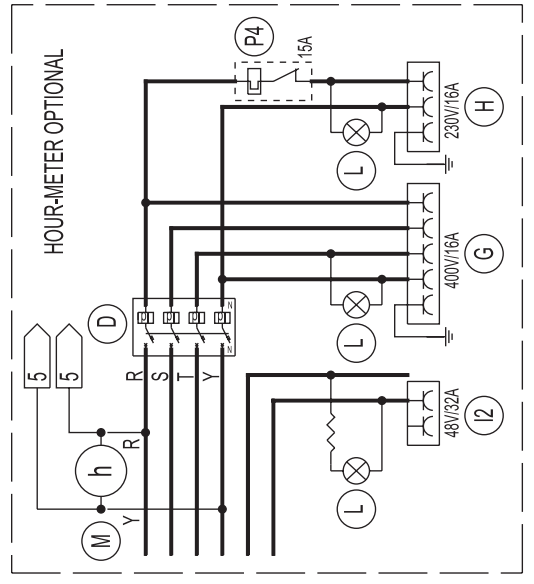 HOUR-METER OPTIONAL
P4
15A
230V/16A
H
L
400V/16A
G
L
D
N
N
R
S
T
Y
5
5
R
h
Y
M
48V/32A
I2
L